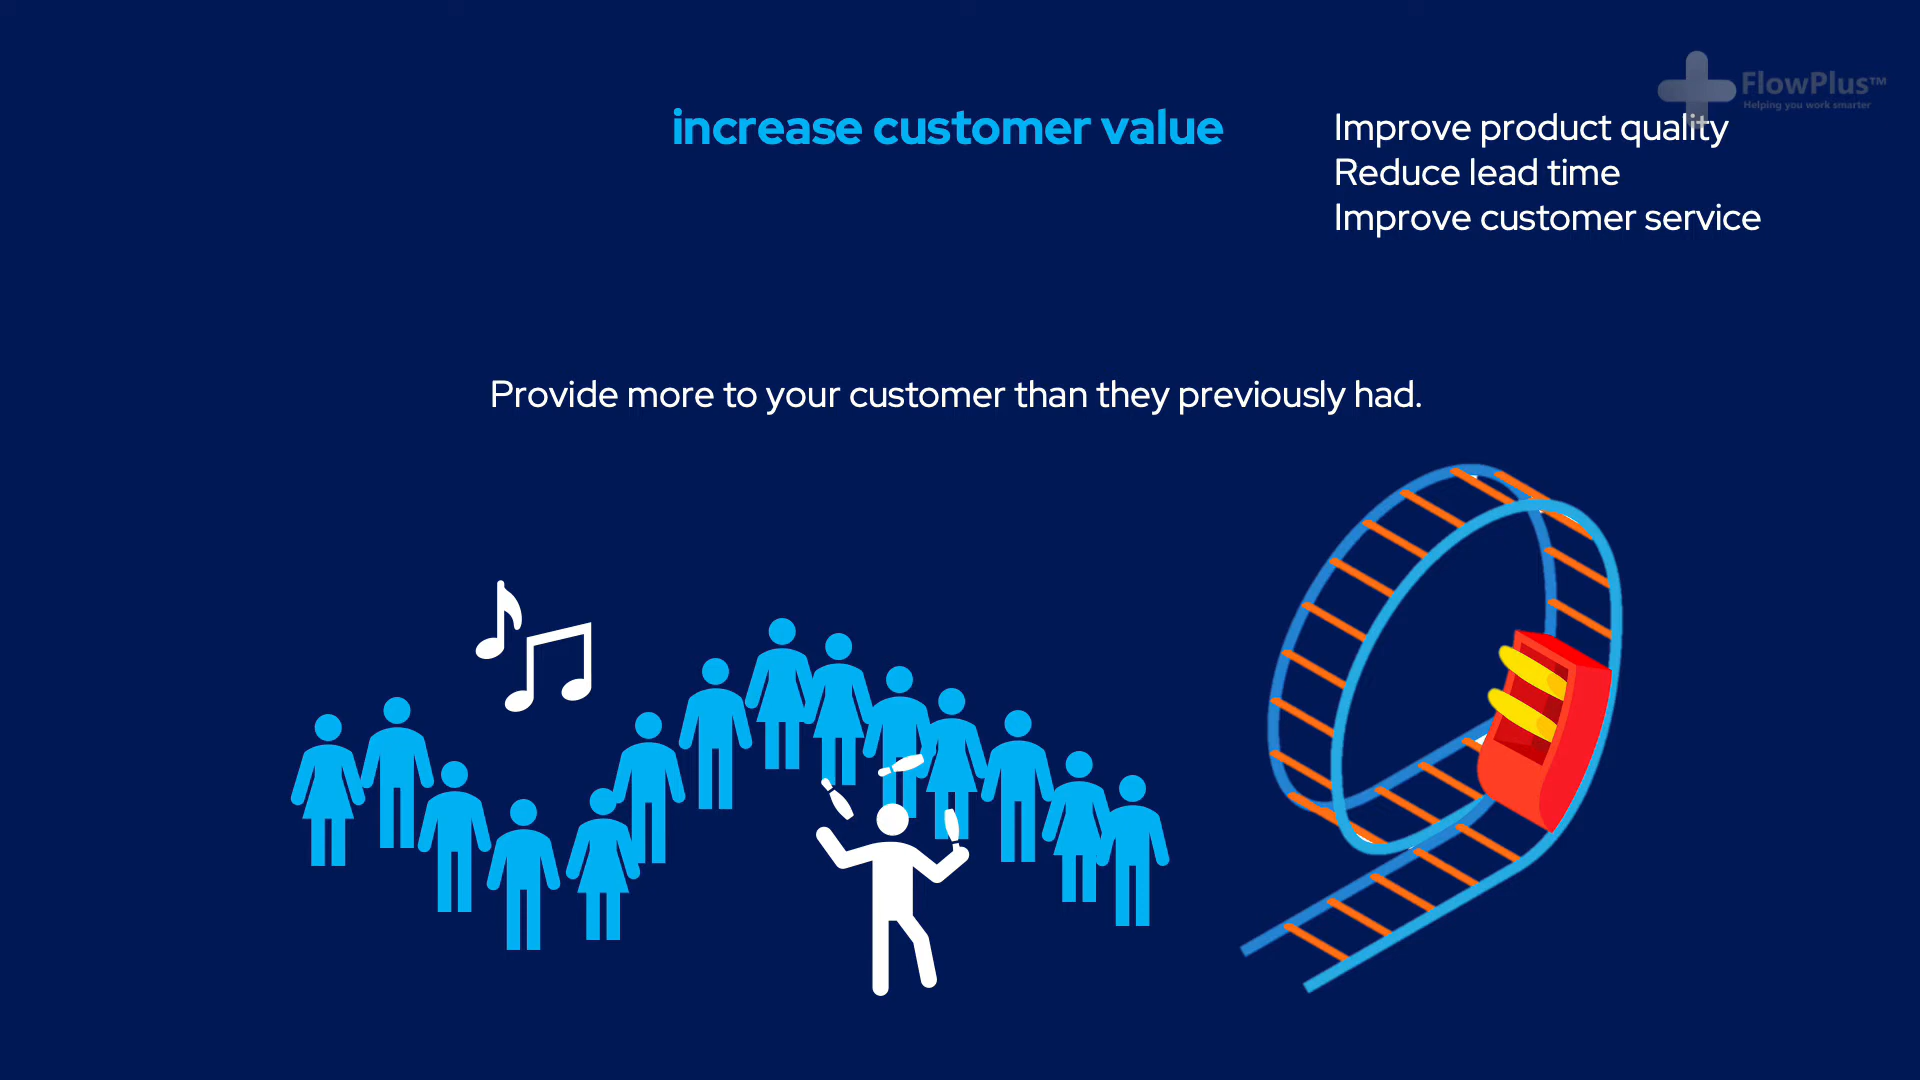 FlowPlus™
Helping you work smarter
increase customer value
Improve product quality
Reduce lead time
Improve customer service
Provide more to your customer than they previously had.